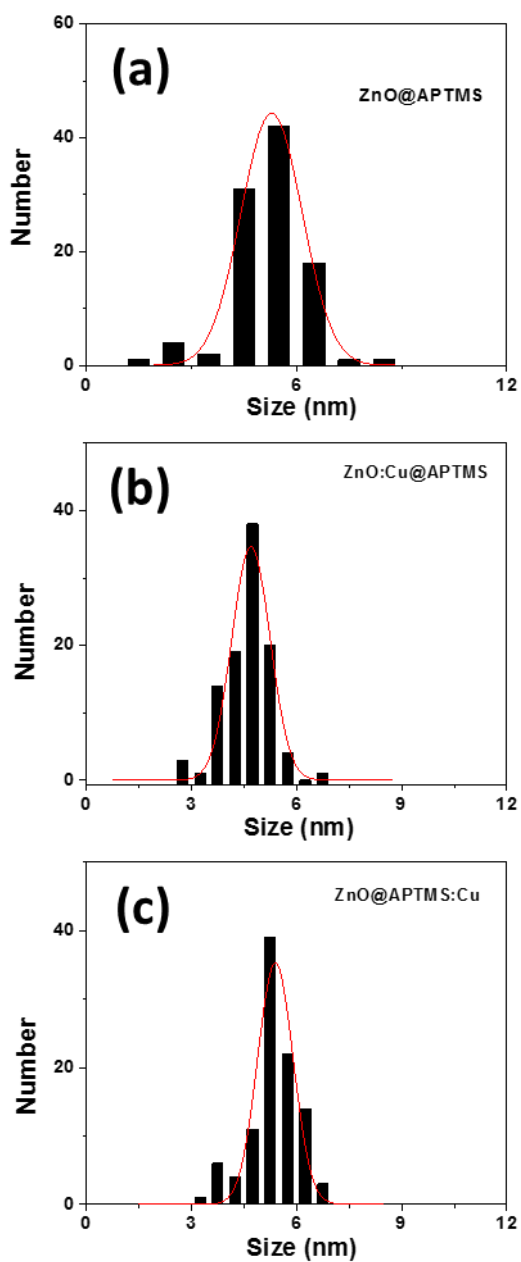 (a)
ZnO@APTMS
Number
60
40
20
0
0 6 12
Size (nm)
(b)
ZnO:Cu@APTMS
Number
40
20
0
0 3 6 9 12
Size (nm)
(c)
ZnO@APTMS:Cu
Number
40
20
0
0 3 6 9 12
Size (nm)